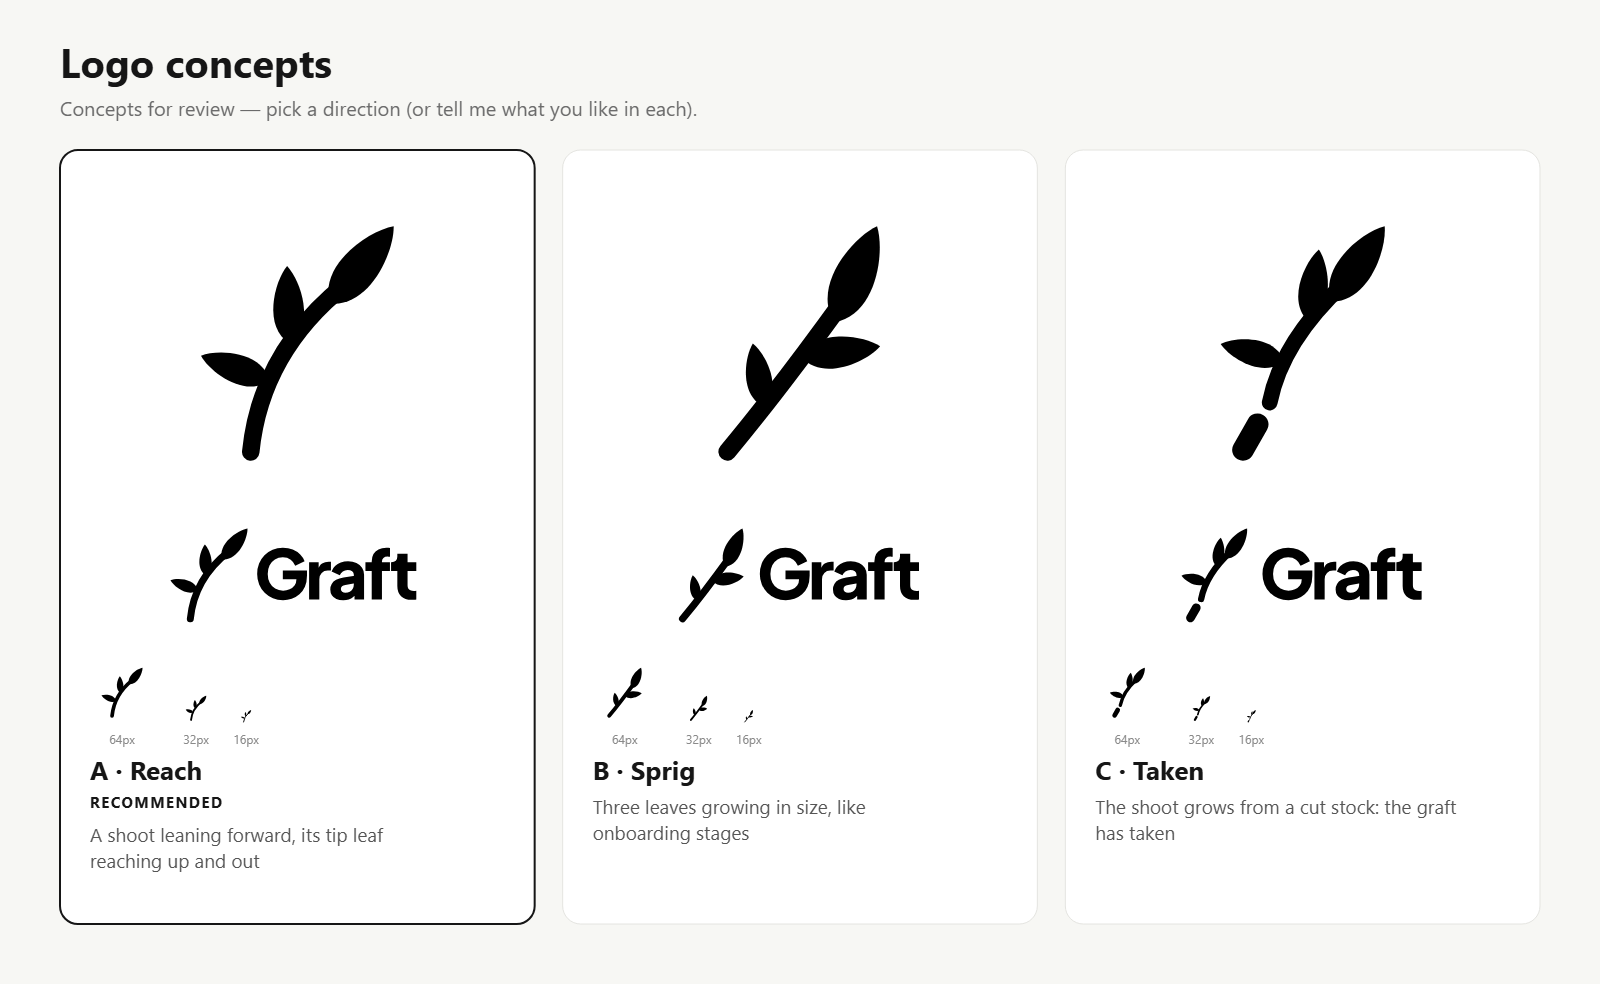 Logo concepts
Concepts for review — pick a direction (or tell me what you like in each).
Graft
64px 32px 16px
A · Reach
RECOMMENDED
A shoot leaning forward, its tip leaf
reaching up and out
Graft
64px 32px 16px
B · Sprig
Three leaves growing in size, like
onboarding stages
Graft
64px 32px 16px
C · Taken
The shoot grows from a cut stock: the graft
has taken